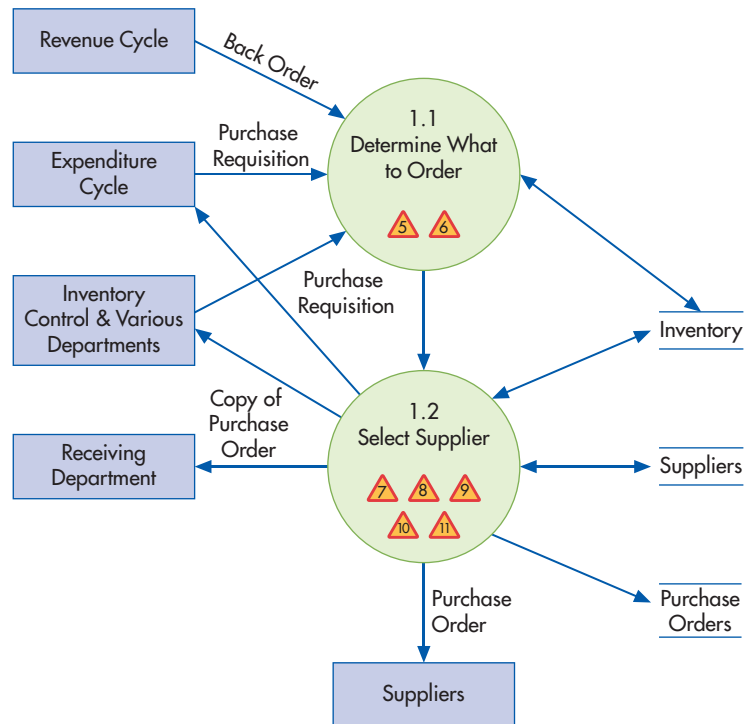 Revenue Cycle
Back Order
1.1
Determine What
to Order
5 6
Purchase
Requisition
Expenditure
Cycle
Purchase
Requisition
Inventory
Control & Various
Departments
Inventory
Copy of
Purchase
Order
1.2
Select Supplier
7 8 9
10 11
Receiving
Department
Suppliers
Purchase
Order
Purchase
Orders
Suppliers